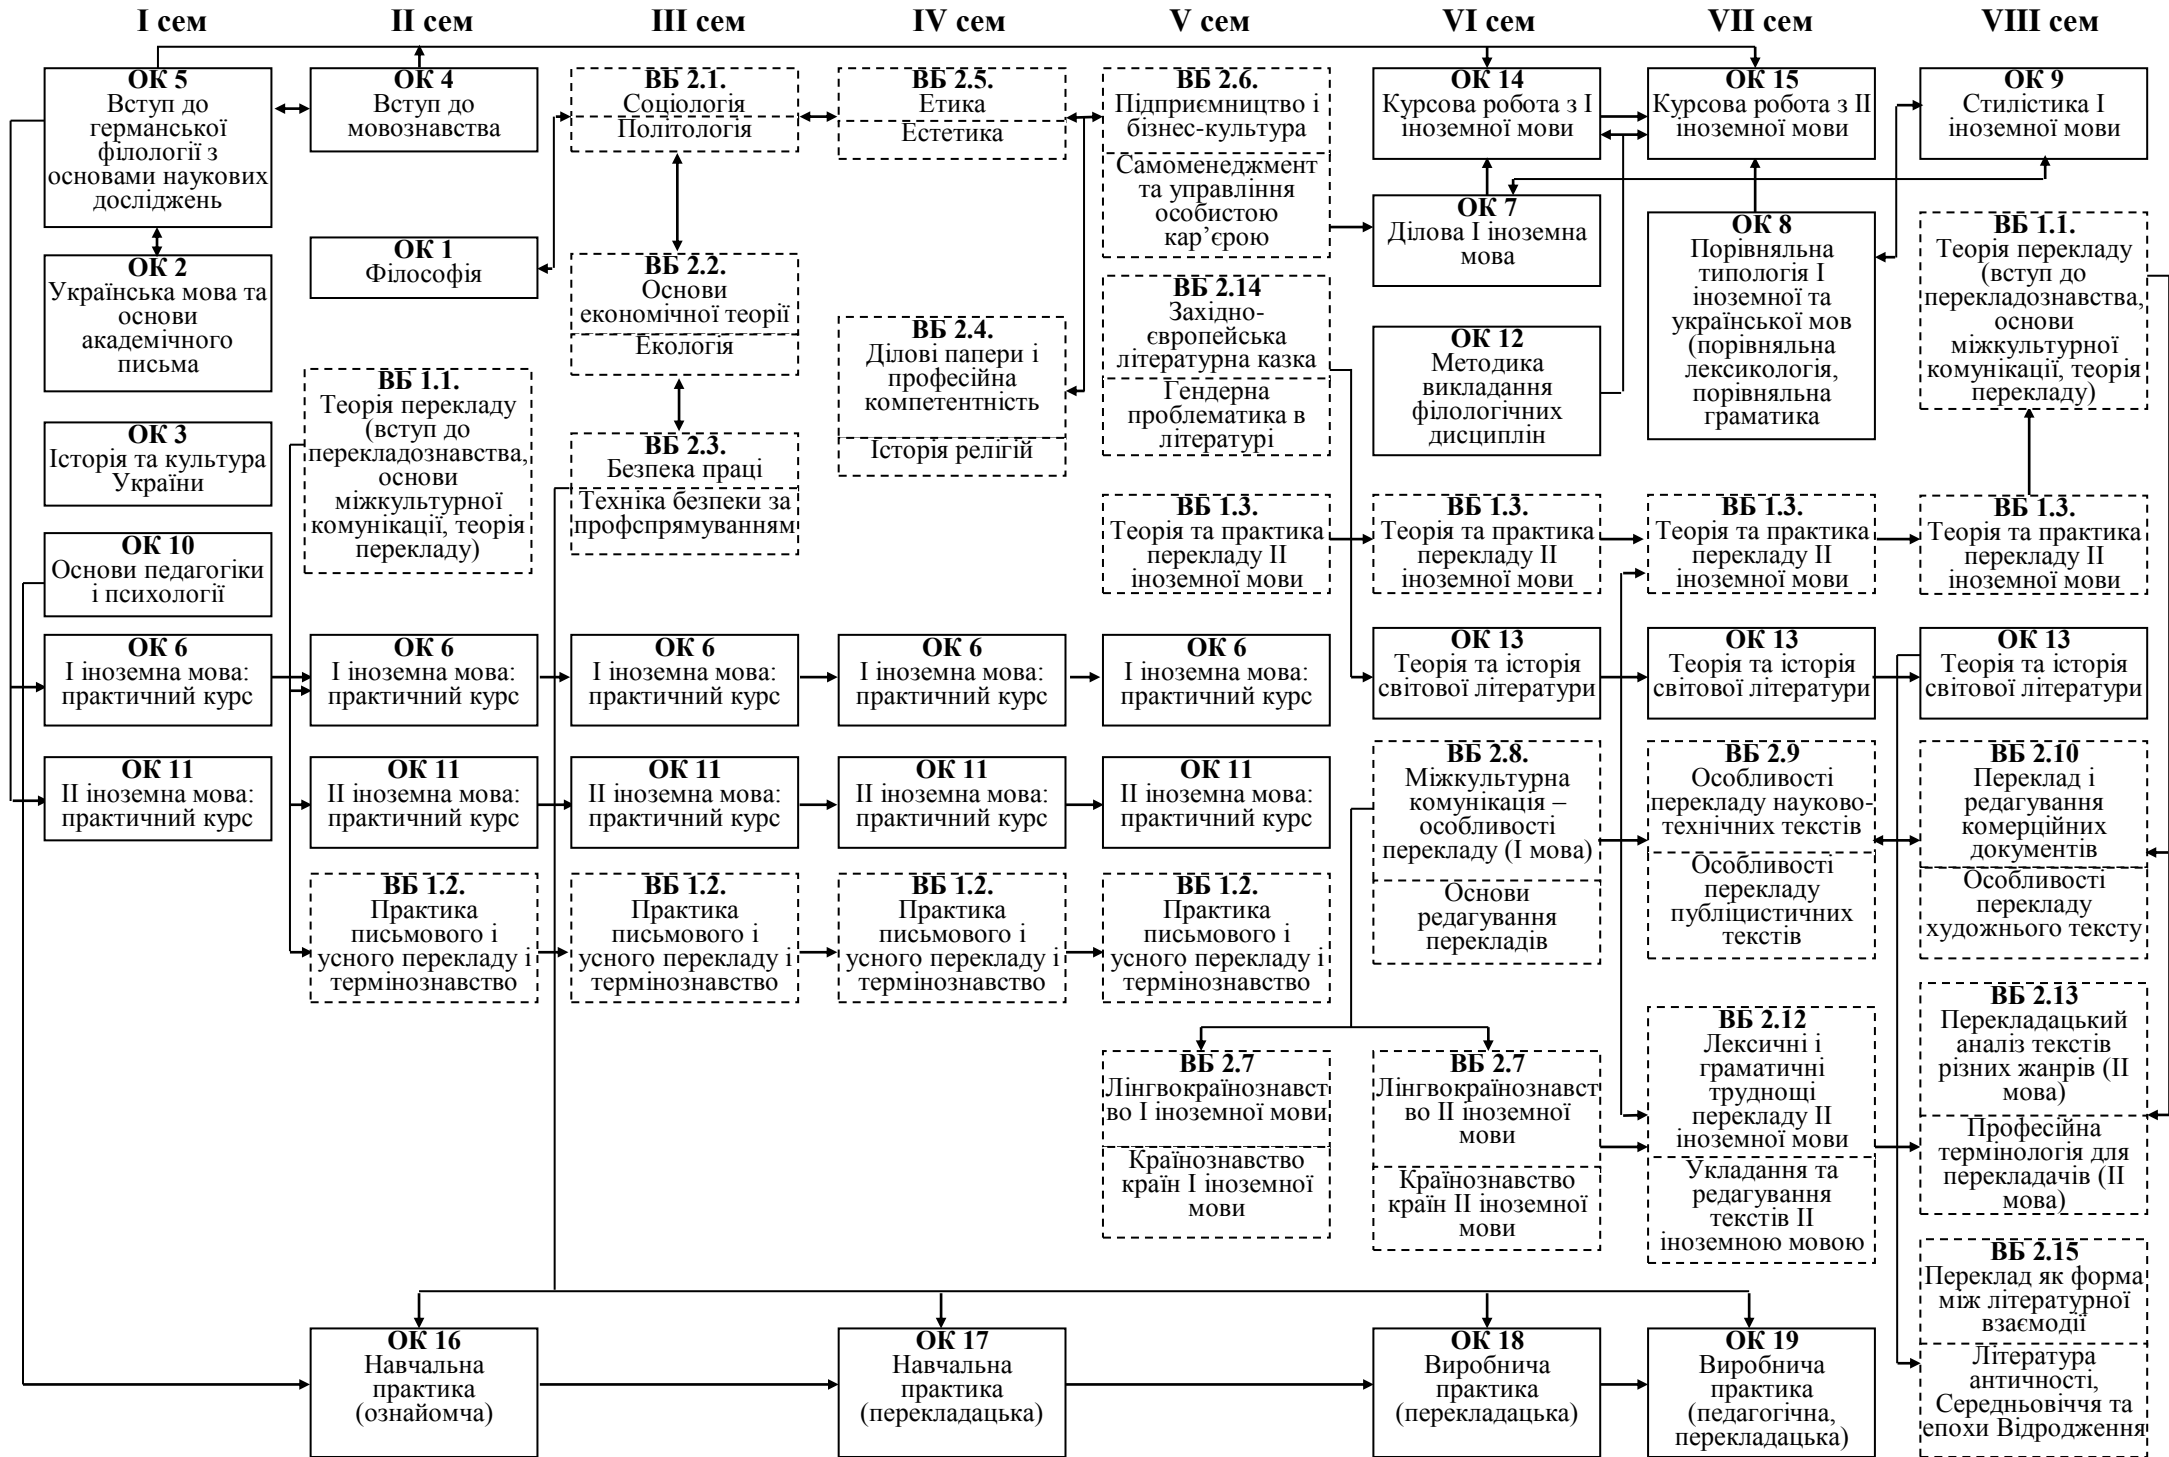 I сем
II сем
III сем
IV сем
V сем
VI сем
VII сем
VIII сем
ОК 5
Вступ до
германської
філології з
основами наукових
досліджень
ОК 2
Українська мова та
основи
академічного
письма
ОК 3
Історія та культура
України
ОК 10
Основи педагогіки
і психології
ОК 6
I іноземна мова:
практичний курс
ОК 11
II іноземна мова:
практичний курс
ОК 4
Вступ до
мовознавства
ОК 1
Філософія
ВБ 1.1.
Теорія перекладу
(вступ до
перекладознавства,
основи
міжкультурної
комунікації, теорія
перекладу)
ОК 6
I іноземна мова:
практичний курс
ОК 11
II іноземна мова:
практичний курс
ВБ 1.2.
Практика
письмового і
усного перекладу і
термінознавство
ОК 16
Навчальна
практика
(ознайомча)
ВБ 2.1.
Соціологія
Політологія
ВБ 2.2.
Основи
економічної теорії
Екологія
ВБ 2.3.
Безпека праці
Техніка безпеки за
профспрямуванням
ОК 6
I іноземна мова:
практичний курс
ОК 11
II іноземна мова:
практичний курс
ВБ 1.2.
Практика
письмового і
усного перекладу і
термінознавство
ВБ 2.5.
Етика
Естетика
ВБ 2.4.
Ділові папери і
професійна
компетентність
Історія релігій
ОК 6
I іноземна мова:
практичний курс
ОК 11
II іноземна мова:
практичний курс
ВБ 1.2.
Практика
письмового і
усного перекладу і
термінознавство
ОК 17
Навчальна
практика
(перекладацька)
ВБ 2.6.
Підприємництво і
бізнес-культура
Самоменеджмент
та управління
особистою
кар’єрою
ВБ 2.14
Західно-
європейська
літературна казка
Гендерна
проблематика в
літературі
ВБ 1.3.
Теорія та практика
перекладу II
іноземної мови
ОК 6
I іноземна мова:
практичний курс
ОК 11
II іноземна мова:
практичний курс
ВБ 1.2.
Практика
письмового і
усного перекладу і
термінознавство
ВБ 2.7
Лінгвокраїнознавст
во I іноземної мови
Країнознавство
країн I іноземної
мови
ОК 14
Курсова робота з I
іноземної мови
ОК 7
Ділова I іноземна
мова
ОК 12
Методика
викладання
філологічних
дисциплін
ВБ 1.3.
Теорія та практика
перекладу II
іноземної мови
ОК 13
Теорія та історія
світової літератури
ВБ 2.8.
Міжкультурна
комунікація –
особливості
перекладу (I мова)
Основи
редагування
перекладів
ВБ 2.7
Лінгвокраїнознавст
во II іноземної
мови
Країнознавство
країн II іноземної
мови
ОК 18
Виробнича
практика
(перекладацька)
ОК 15
Курсова робота з II
іноземної мови
ОК 8
Порівняльна
типологія I
іноземної та
української мов
(порівняльна
лексикологія,
порівняльна
граматика
ВБ 1.3.
Теорія та практика
перекладу II
іноземної мови
ОК 13
Теорія та історія
світової літератури
ВБ 2.9
Особливості
перекладу науково-
технічних текстів
Особливості
перекладу
публіцистичних
текстів
ВБ 2.12
Лексичні і
граматичні
труднощі
перекладу II
іноземної мови
Укладання та
редагування
текстів II
іноземною мовою
ОК 19
Виробнича
практика
(педагогічна,
перекладацька)
ОК 9
Стилістика I
іноземної мови
ВБ 1.1.
Теорія перекладу
(вступ до
перекладознавства,
основи
міжкультурної
комунікації, теорія
перекладу)
ВБ 1.3.
Теорія та практика
перекладу II
іноземної мови
ОК 13
Теорія та історія
світової літератури
ВБ 2.10
Переклад і
редагування
комерційних
документів
Особливості
перекладу
художнього тексту
ВБ 2.13
Перекладацький
аналіз текстів
різних жанрів (II
мова)
Професійна
термінологія для
перекладачів (II
мова)
ВБ 2.15
Переклад як форма
між літературної
взаємодії
Література
античності,
Середньовіччя та
епохи Відродження